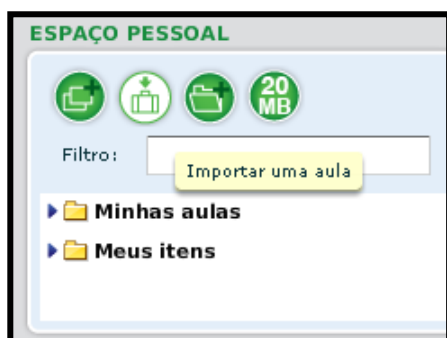 ESPAÇO PESSOAL
20
MB
Filtro:
Importar uma aula
Minhas aulas
Meus itens